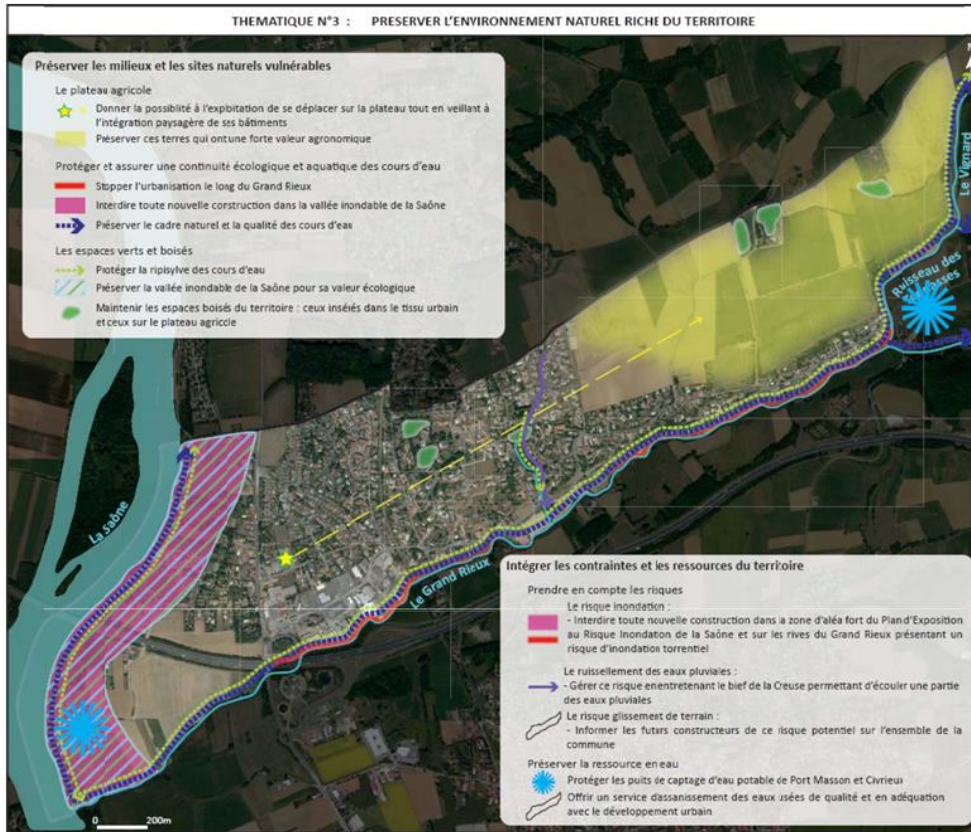 THEMATIQUE N°3 : PRESERVER L'ENVIRONNEMENT NATUREL RICHE DU TERRITOIRE
Préserver les milieux et les sites naturels vulnérables
Le plateau agricole
Donner la possiblité à l'expbitation de se déplacer sur la plateau tout en veillant à
l'intégration paysagère de ses bâtiments
Préserver ces terres qui ont une forte valeur agronomique
Protéger et assurer une continuité écologique et aquatique des cours d'eau
Stopper l'urbanisation le long du Grand Rieux
Interdire toute nouvelle construction dans la vallée inondable de la Saône
Préserver le cadre naturel et la qualité des cours d'eau
Les espaces verts et boisés
Protéger la ripisylve des cours d'eau
Préserver la vallée inondable de la Saône pour sa valeur écologique
Maintenir les espaces boisés du territoire : ceux insérés dans le tissu urbain
et ceux sur le plateau agricole
Le Vignard
Ruisseau des
La Saône
Le Grand Rieux
Intégrer les contraintes et les ressources du territoire
Prendre en compte les risques
Le risque inondation :
- Interdire toute nouvelle construction dans la zone d'aléa fort du Plan d'Exposition
au Risque Inondation de la Saône et sur les rives du Grand Rieux présentant un
risque d'inondation torrentiel
Le ruissellement des eaux pluviales :
- Gérer ce risque en entretenant le bief de la Creuse permettant d'écouler une partie
des eaux pluviales
Le risque glissement de terrain :
- Informer les futurs constructeurs de ce risque potentiel sur l'ensemble de la
commune
Préserver la ressource en eau
Protéger les puits de captage d'eau potable de Port Masson et Civrieux
Offrir un service d'assanissement des eaux usées de qualité et en adéquation
avec le développement urbain
0 200m